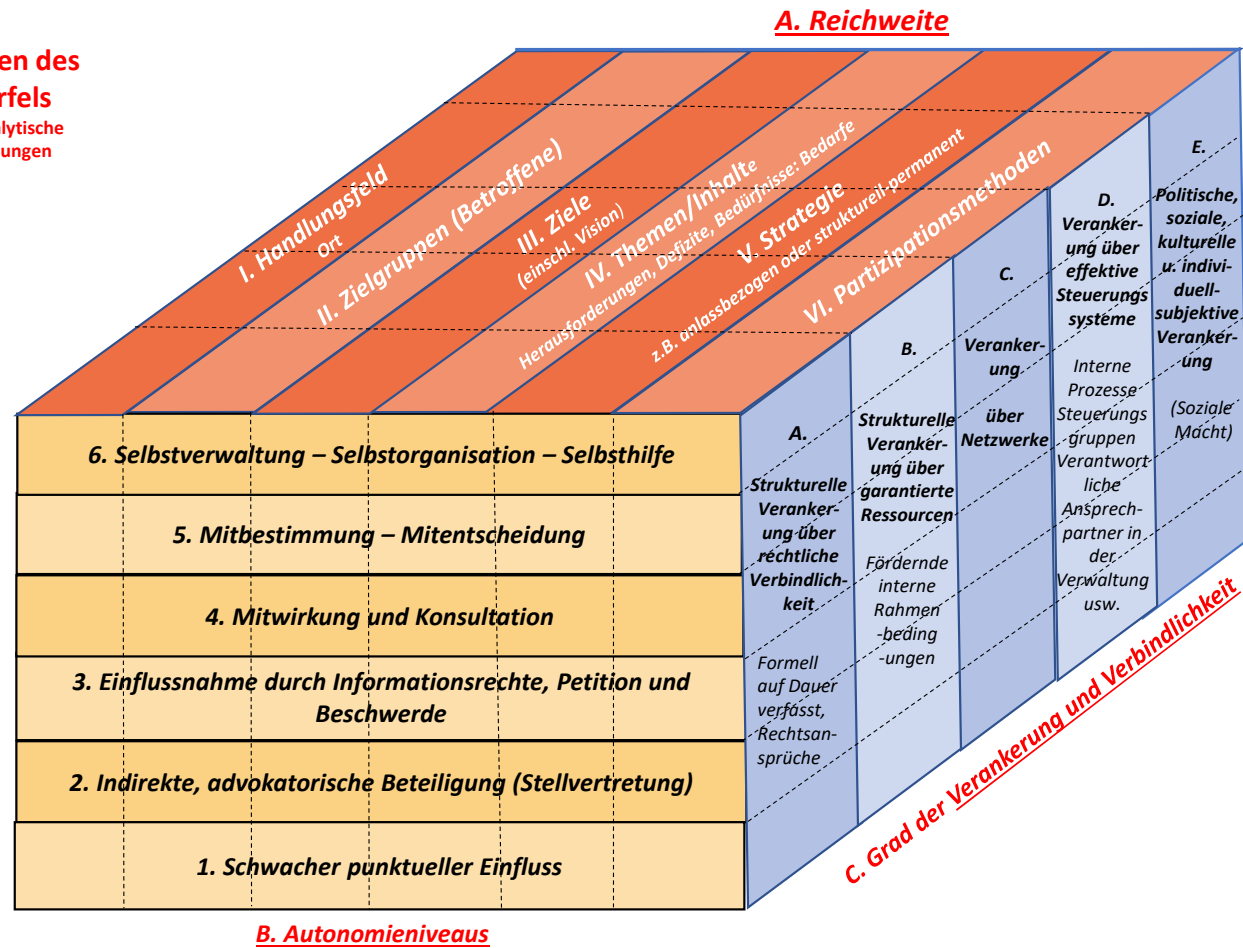 A. Reichweite
en des
rfels
lytische
ungen
I. Handlungsfeld
Ort
II. Zielgruppen (Betroffene)
III. Ziele
(einschl. Vision)
IV. Themen/Inhalte
Herausforderungen, Defizite, Bedürfnisse: Bedarfe
V. Strategie
z.B. anlassbezogen oder strukturell-permanent
VI. Partizipationsmethoden
6. Selbstverwaltung – Selbstorganisation – Selbsthilfe
5. Mitbestimmung – Mitentscheidung
4. Mitwirkung und Konsultation
3. Einflussnahme durch Informationsrechte, Petition und
Beschwerde
2. Indirekte, advokatorische Beteiligung (Stellvertretung)
1. Schwacher punktueller Einfluss
B. Autonomieniveaus
A.
Strukturelle
Veranker-
ung über
rechtliche
Verbindlich-
keit
Formell
auf Dauer
verfasst,
Rechtsan-
sprüche
B.
Strukturelle
Veranker-
ung über
garantierte
Ressourcen
Fördernde
interne
Rahmen
-beding
-ungen
C.
Veranker-
ung
über
Netzwerke
D.
Veranker-
ung über
effektive
Steuerungs
systeme
Interne
Prozesse
Steuerungs
gruppen
Verantwort
liche
Ansprech-
partner in
der
Verwaltung
usw.
E.
Politische,
soziale,
kulturelle
u. indivi-
duell-
subjektive
Veranker-
ung
(Soziale
Macht)
C. Grad der Verankerung und Verbindlichkeit